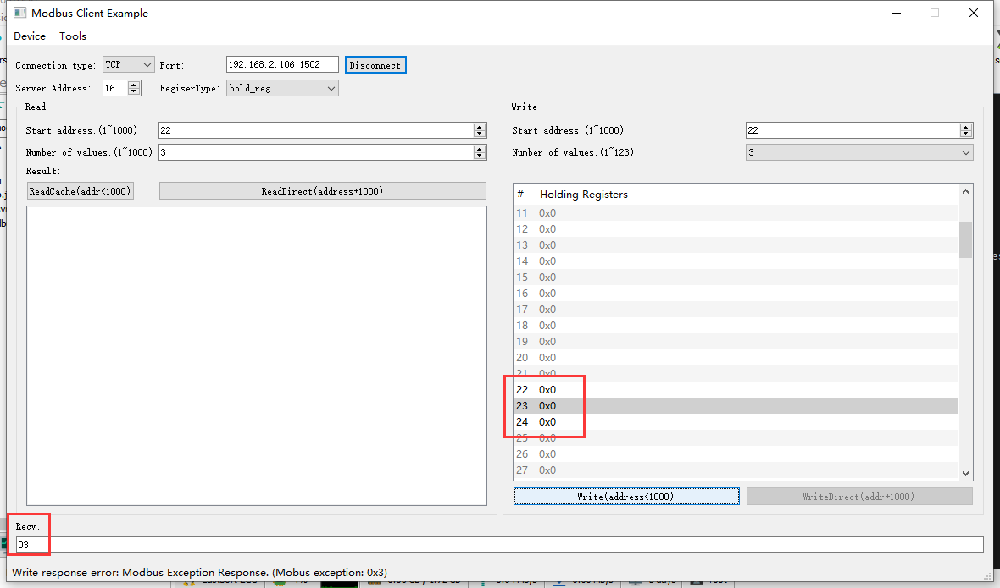 Modbus Client Example
Device Tools
Connection type: TCP Port: 192.168.2.106:1502 Disconnect
Server Address: 16 RegiserType: hold_reg
Read
Start address:(1~1000) 22
Number of values:(1~1000) 3
Result:
ReadCache(addr<1000) ReadDirect(address+1000)
Write
Start address:(1~1000) 22
Number of values:(1~123) 3
# Holding Registers
11 0x0
12 0x0
13 0x0
14 0x0
15 0x0
16 0x0
17 0x0
18 0x0
19 0x0
20 0x0
21 0x0
22 0x0
23 0x0
24 0x0
25 0x0
26 0x0
27 0x0
Write(address<1000) WriteDirect(addr+1000)
Recv:
03
Write response error: Modbus Exception Response. (Mobus exception: 0x3)